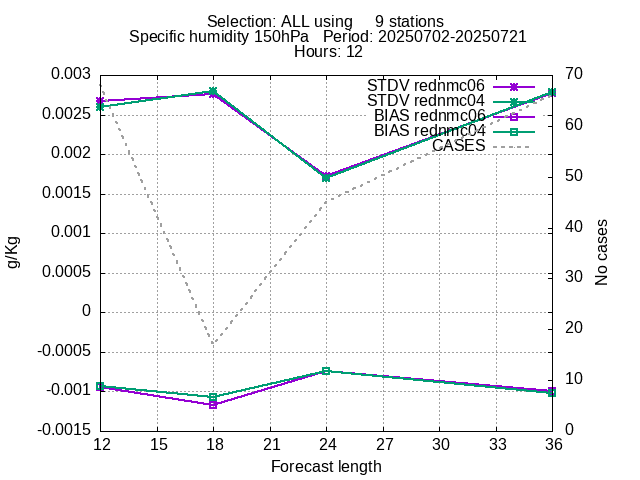 Selection: ALL using     9 stations
Specific humidity 150hPa   Period: 20250702-20250721
Hours: 12
STDV rednmc06
STDV rednmc04
BIAS rednmc06
BIAS rednmc04
CASES
0.003
0.0025
0.002
0.0015
0.001
0.0005
0
-0.0005
-0.001
-0.0015
g/Kg
70
60
50
40
30
20
10
0
No cases
12 15 18 21 24 27 30 33 36
Forecast length